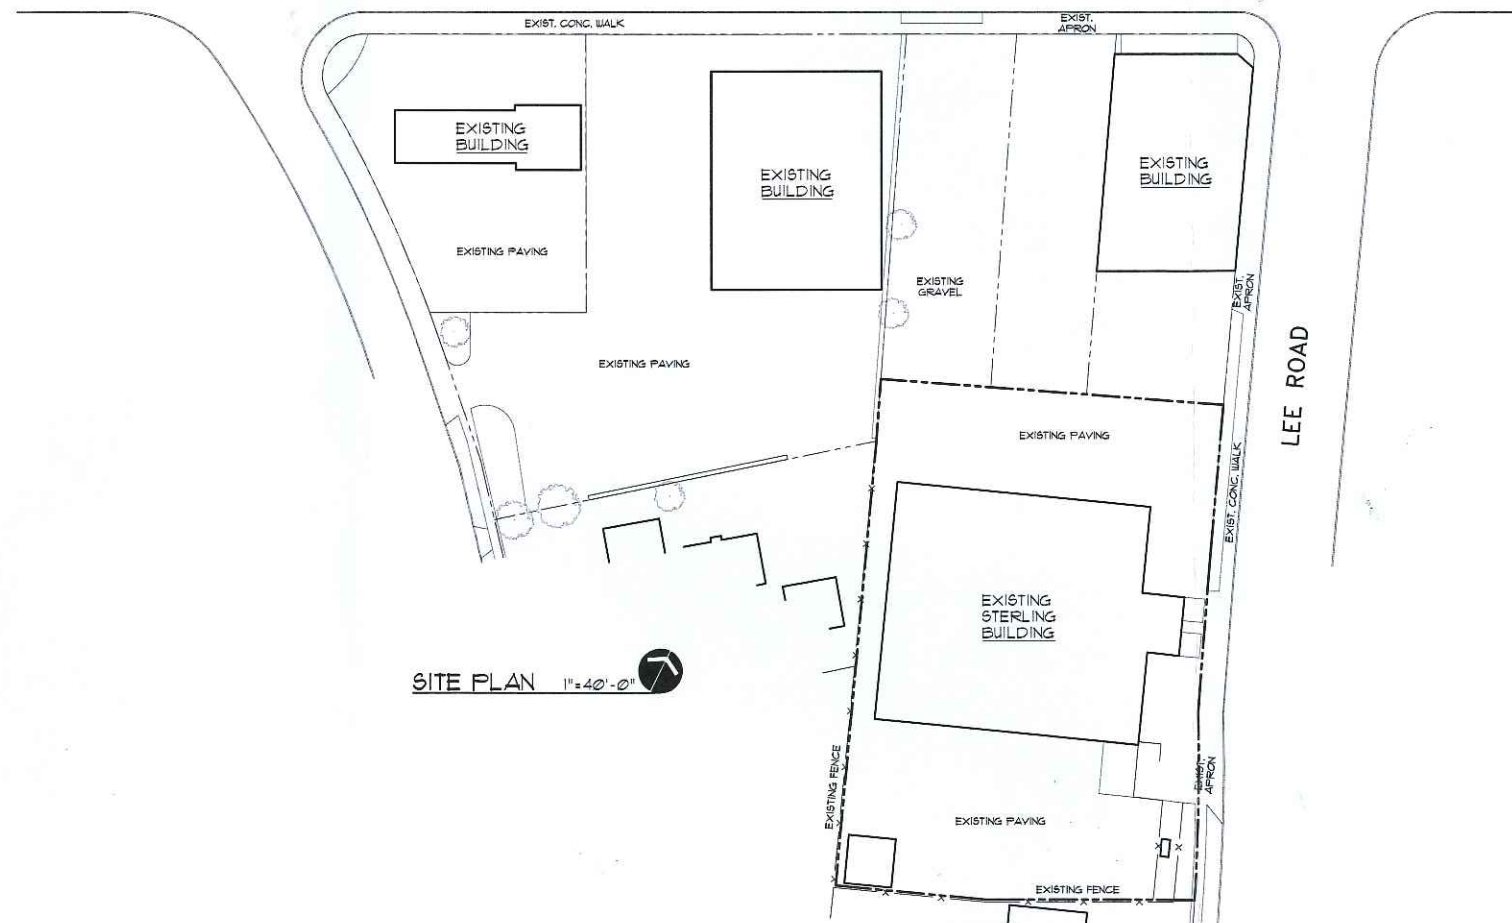 EXIST. CONC. WALK
EXIST.
APRON
EXISTING
BUILDING
EXISTING
BUILDING
EXISTING
BUILDING
EXISTING PAVING
EXISTING
GRAVEL
EXIST.
APRON
EXISTING PAVING
LEE ROAD
EXISTING PAVING
EXIST. CONC. WALK
EXISTING
STERLING
BUILDING
SITE PLAN 1"=40'-0"
EXISTING FENCE
EXIST.
APRON
EXISTING PAVING
EXISTING FENCE